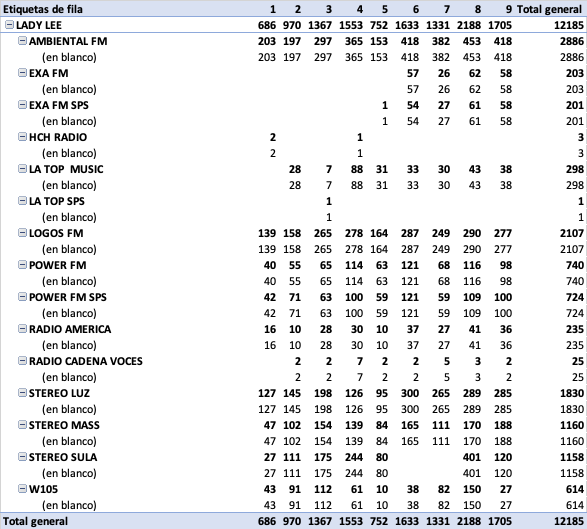 Etiquetas de fila 1 2 3 4 5 6 7 8 9 Total general
LADY LEE 686 970 1367 1553 752 1633 1331 2188 1705 12185
AMBIENTAL FM 203 197 297 365 153 418 382 453 418 2886
(en blanco) 203 197 297 365 153 418 382 453 418 2886
EXA FM 57 26 62 58 203
(en blanco) 57 26 62 58 203
EXA FM SPS 1 54 27 61 58 201
(en blanco) 1 54 27 61 58 201
HCH RADIO 2 1 3
(en blanco) 2 1 3
LA TOP MUSIC 28 7 88 31 33 30 43 38 298
(en blanco) 28 7 88 31 33 30 43 38 298
LA TOP SPS 1 1
(en blanco) 1 1
LOGOS FM 139 158 265 278 164 287 249 290 277 2107
(en blanco) 139 158 265 278 164 287 249 290 277 2107
POWER FM 40 55 65 114 63 121 68 116 98 740
(en blanco) 40 55 65 114 63 121 68 116 98 740
POWER FM SPS 42 71 63 100 59 121 59 109 100 724
(en blanco) 42 71 63 100 59 121 59 109 100 724
RADIO AMERICA 16 10 28 30 10 37 27 41 36 235
(en blanco) 16 10 28 30 10 37 27 41 36 235
RADIO CADENA VOCES 2 2 7 2 2 5 3 2 25
(en blanco) 2 2 7 2 2 5 3 2 25
STEREO LUZ 127 145 198 126 95 300 265 289 285 1830
(en blanco) 127 145 198 126 95 300 265 289 285 1830
STEREO MASS 47 102 154 139 84 165 111 170 188 1160
(en blanco) 47 102 154 139 84 165 111 170 188 1160
STEREO SULA 27 111 175 244 80 401 120 1158
(en blanco) 27 111 175 244 80 401 120 1158
W105 43 91 112 61 10 38 82 150 27 614
(en blanco) 43 91 112 61 10 38 82 150 27 614
Total general 686 970 1367 1553 752 1633 1331 2188 1705 12185